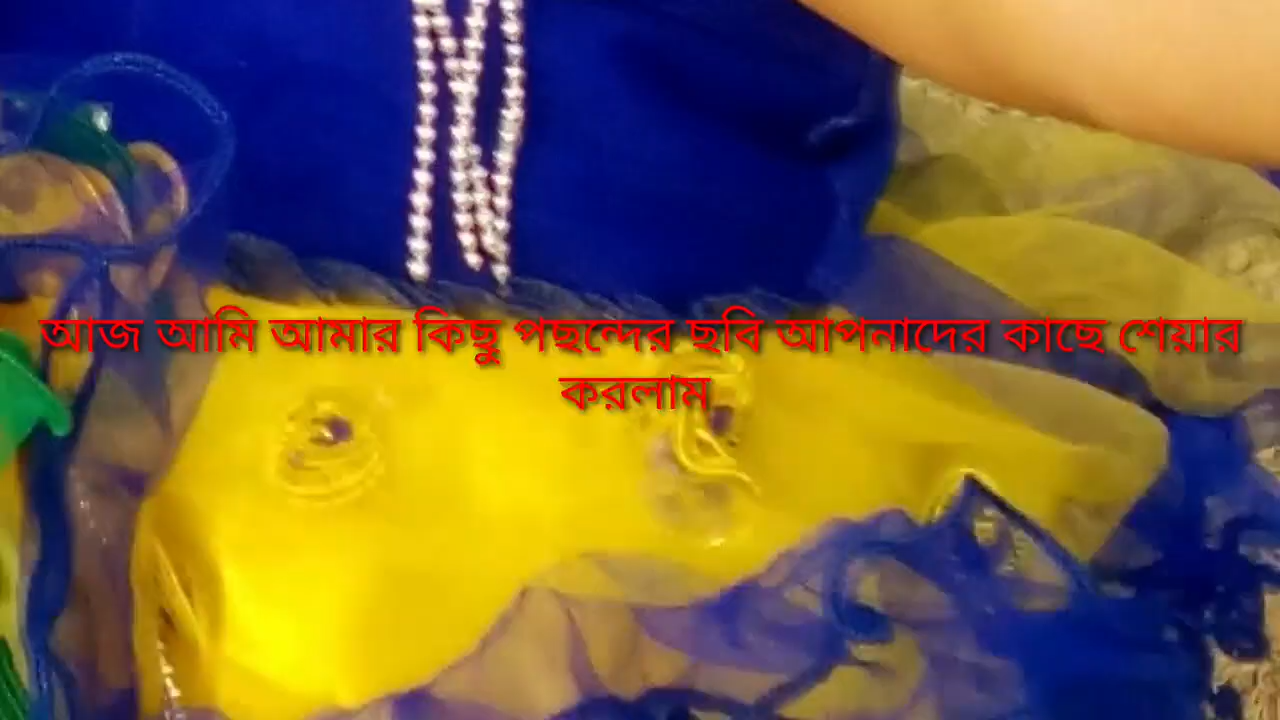 আজ আমি আমার কিছু পছন্দের ছবি আপনাদের কাছে শেয়ার
করলাম